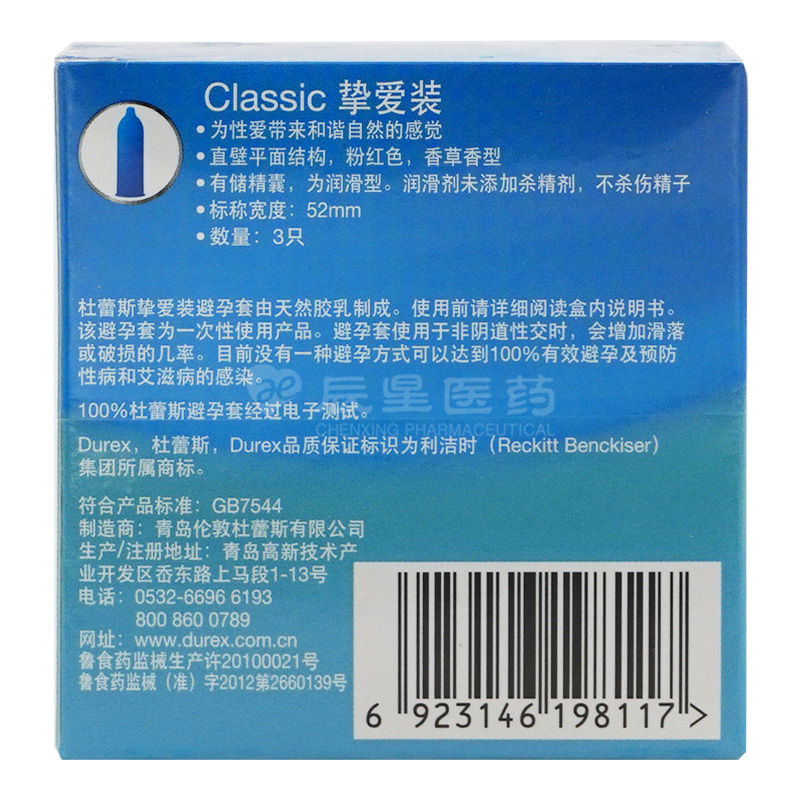 Classic 挚爱装
• 为性爱带来和谐自然的感觉
• 直壁平面结构，粉红色，香草香型
• 有储精囊，为润滑型。润滑剂未添加杀精剂，不杀伤精子
• 标称宽度：52mm
• 数量：3只
杜蕾斯挚爱装避孕套由天然胶乳制成。使用前请详细阅读盒内说明书。
该避孕套为一次性使用产品。避孕套使用于非阴道性交时，会增加滑落
或破损的几率。目前没有一种避孕方式可以达到100%有效避孕及预防
性病和艾滋病的感染。
辰星医药
CHENXING PHARMACEUTICAL
100%杜蕾斯避孕套经过电子测试。
Durex，杜蕾斯，Durex品质保证标识为利洁时（Reckitt Benckiser）
集团所属商标。
符合产品标准：GB7544
制造商：青岛伦敦杜蕾斯有限公司
生产/注册地址：青岛高新技术产
业开发区岙东路上马段1-13号
电话：0532-6696 6193
800 860 0789
网址：www.durex.com.cn
鲁食药监械生产许20100021号
鲁食药监械（准）字2012第2660139号
6 923146 198117 >